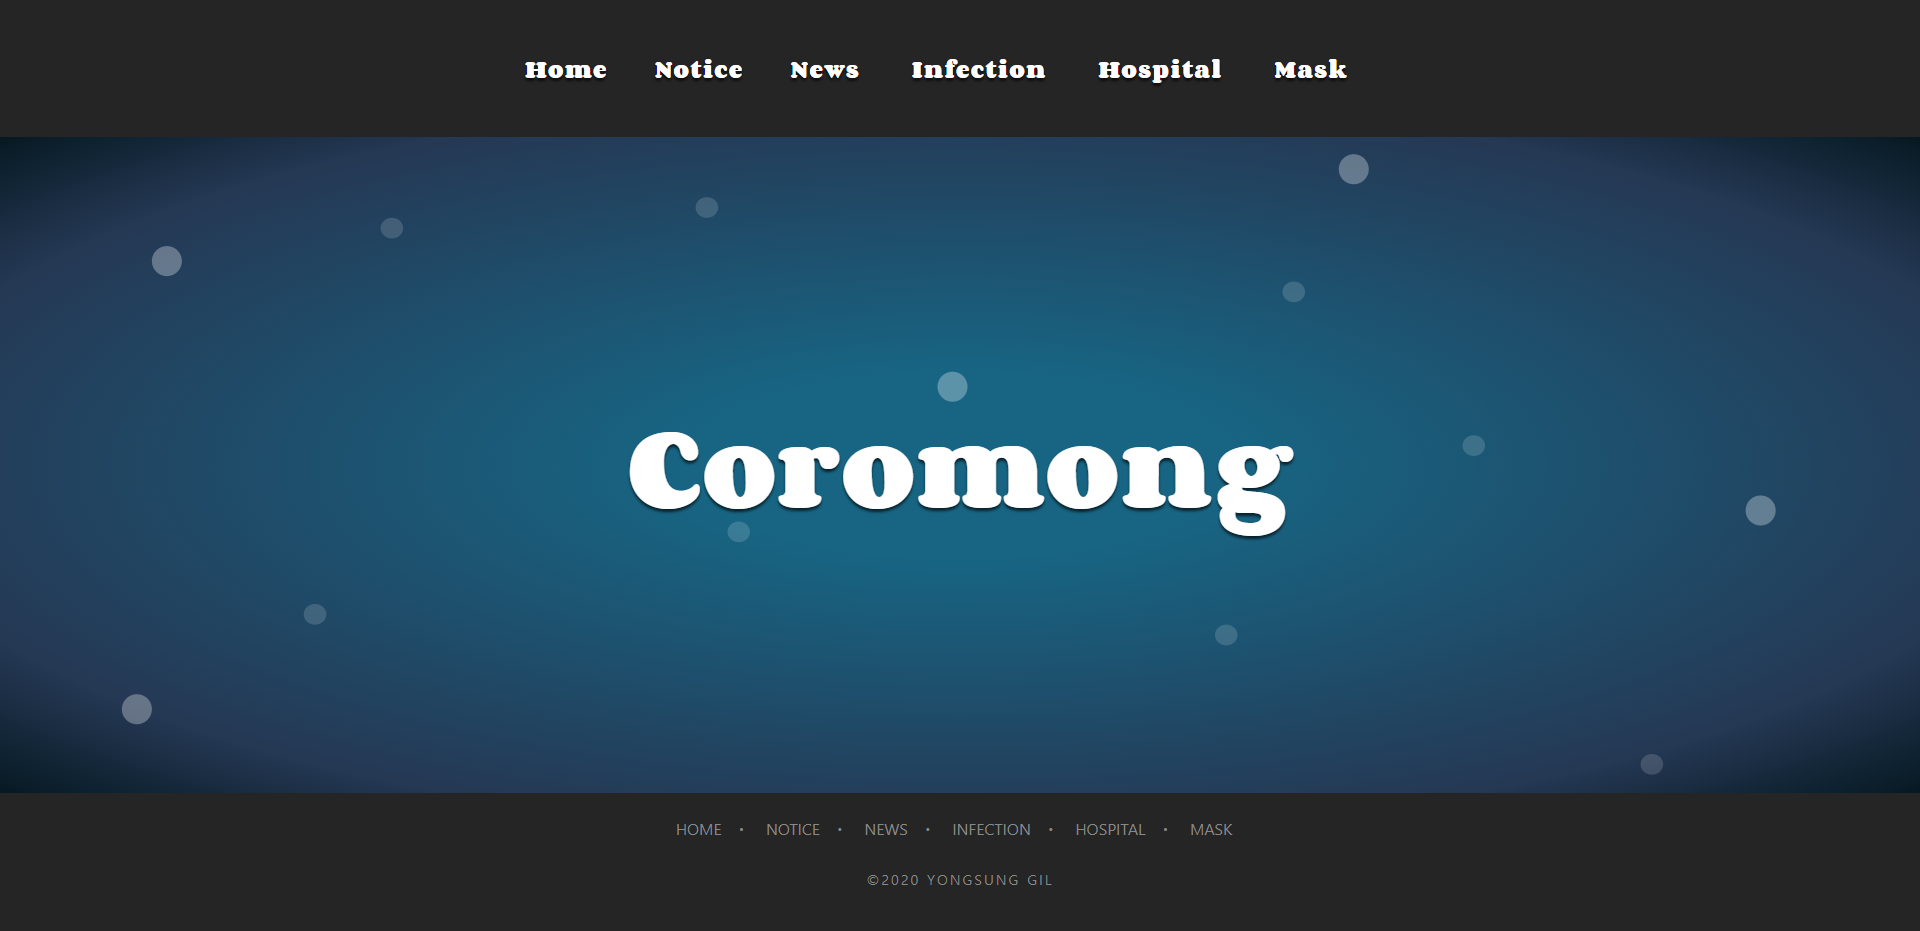 Home Notice News Infection Hospital Mask
Coromong
HOME • NOTICE • NEWS • INFECTION • HOSPITAL • MASK
©2020 YONGSUNG GIL